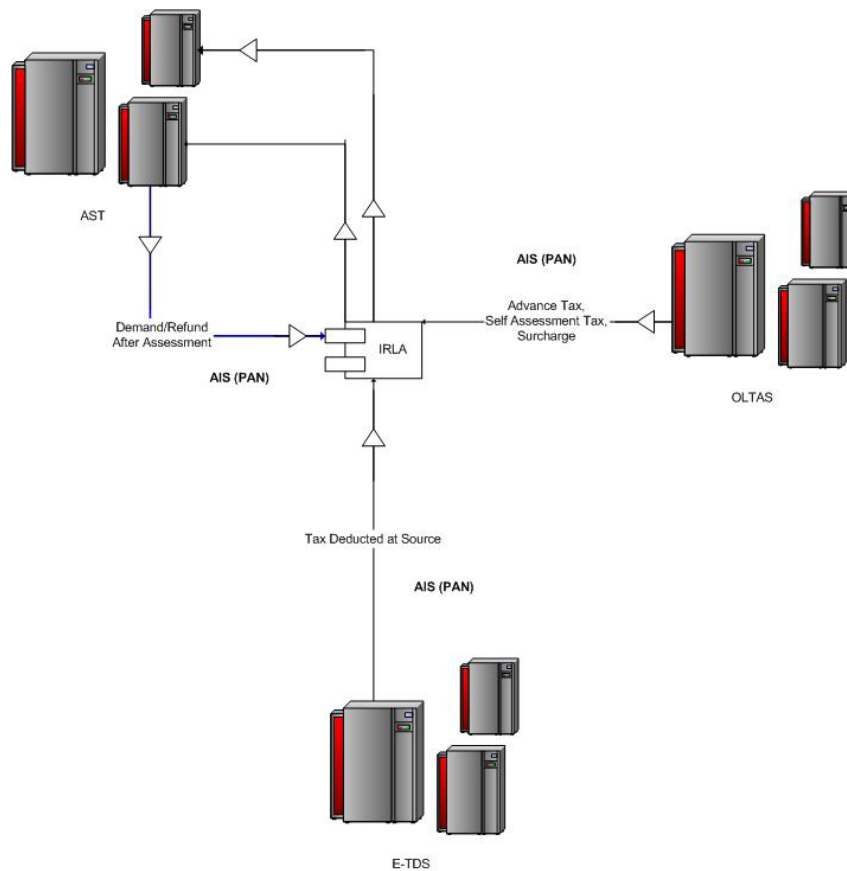 AST
AIS (PAN)
Advance Tax,
Self Assessment Tax,
Surcharge
Demand/Refund
After Assessment
IRLA
AIS (PAN)
OLTAS
Tax Deducted at Source
AIS (PAN)
E-TDS